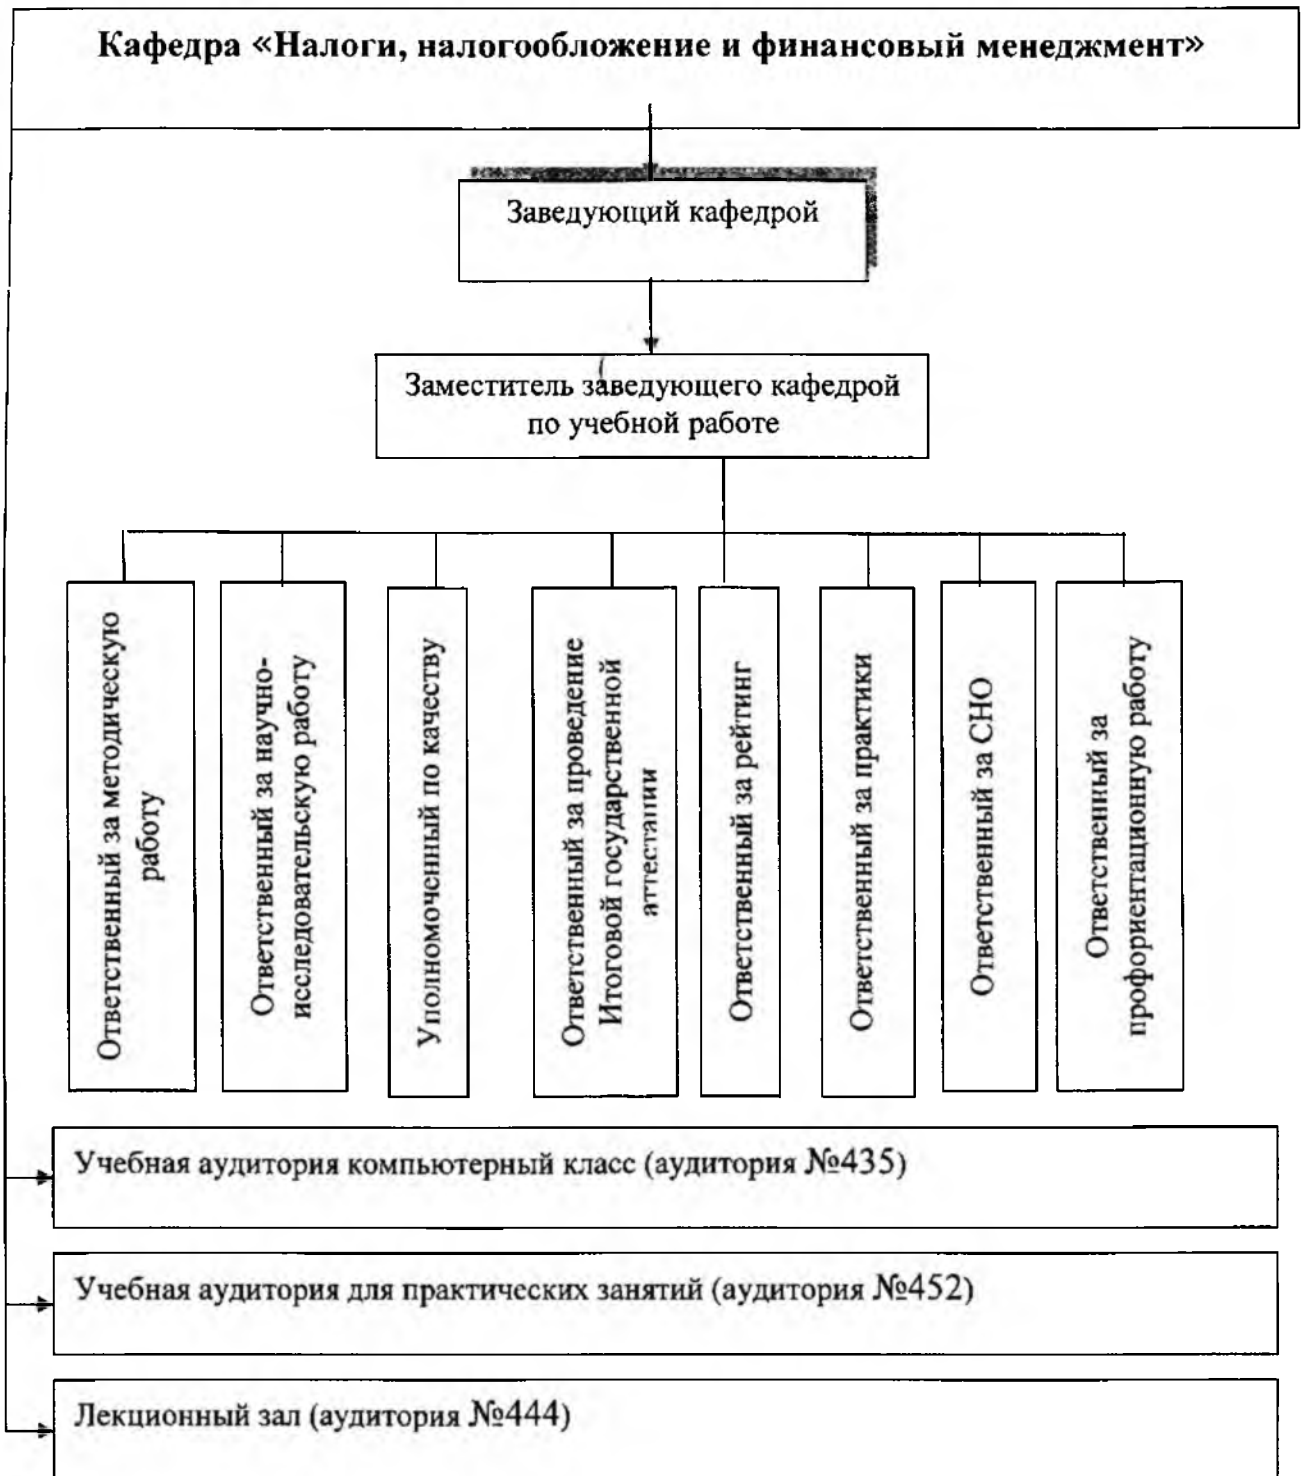 Кафедра «Налоги, налогообложение и финансовый менеджмент»
Заведующий кафедрой
Заместитель заведующего кафедрой
по учебной работе
Ответственный за методическую
работу
Ответственный за научно-
исследовательскую работу
Уполномоченный по качеству
Ответственный за проведение
Итоговой государственной
аттестации
Ответственный за рейтинг
Ответственный за практики
Ответственный за СНО
Ответственный за
профориентационную работу
Учебная аудитория компьютерный класс (аудитория №435)
Учебная аудитория для практических занятий (аудитория №452)
Лекционный зал (аудитория №444)